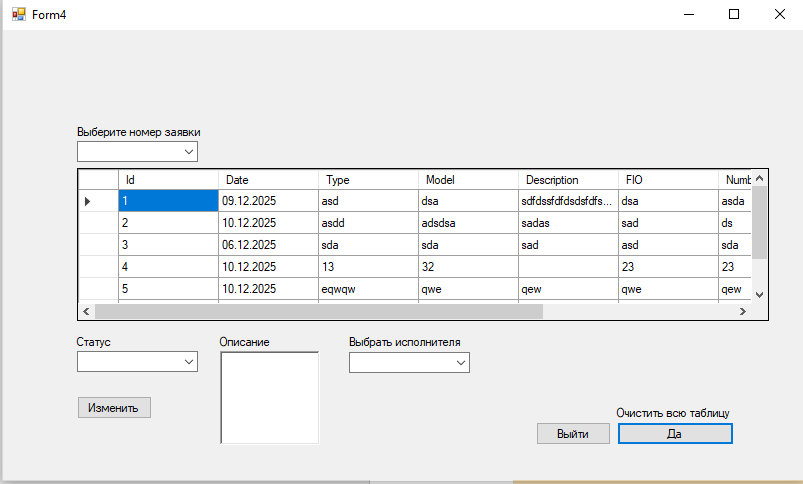 Form4
Выберите номер заявки
Id Date Type Model Description FIO Numb
1 09.12.2025 asd dsa sdfdssfdfdsdsfdfs... dsa asda
2 10.12.2025 asdd adsdsa sadas sad ds
3 06.12.2025 sda sda sad asd sda
4 10.12.2025 13 32 23 23
5 10.12.2025 eqwqw qwe qew qwe qew
Статус Описание Выбрать исполнителя
Изменить
Очистить всю таблицу
Выйти Да